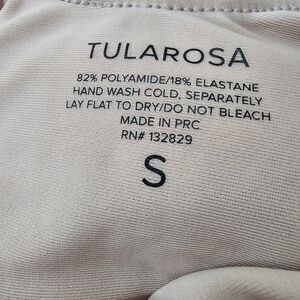 TULAROSA
82% POLYAMIDE/18% ELASTANE
HAND WASH COLD, SEPARATELY
LAY FLAT TO DRY/DO NOT BLEACH
MADE IN PRC
RN# 132829
S